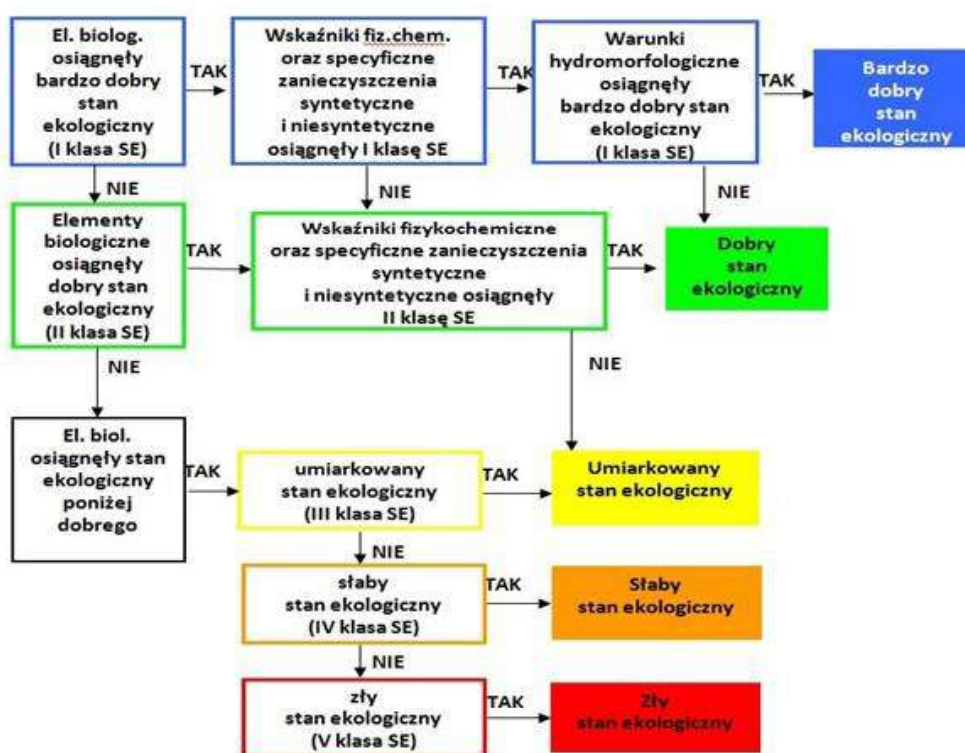 El. biolog.
osiągnęły
bardzo dobry
stan
ekologiczny
(I klasa SE)
TAK
Wskaźniki fiz.chem.
oraz specyficzne
zanieczyszczenia
syntetyczne
i niesyntetyczne
osiągnęły I klasę SE
TAK
Warunki
hydromorfologiczne
osiągnęły
bardzo dobry stan
ekologiczny
(I klasa SE)
TAK
Bardzo
dobry
stan
ekologiczny
NIE
NIE
NIE
Elementy
biologiczne
osiągnęły
dobry stan
ekologiczny
(II klasa SE)
TAK
Wskaźniki fizykochemiczne
oraz specyficzne zanieczyszczenia
syntetyczne
i niesyntetyczne osiągnęły
II klasę SE
TAK
Dobry
stan
ekologiczny
NIE
NIE
El. biol.
osiągnęły stan
ekologiczny
poniżej
dobrego
TAK
umiarkowany
stan ekologiczny
(III klasa SE)
TAK
Umiarkowany
stan ekologiczny
NIE
słaby
stan ekologiczny
(IV klasa SE)
TAK
Słaby
stan ekologiczny
NIE
zły
stan ekologiczny
(V klasa SE)
TAK
Zły
stan ekologiczny